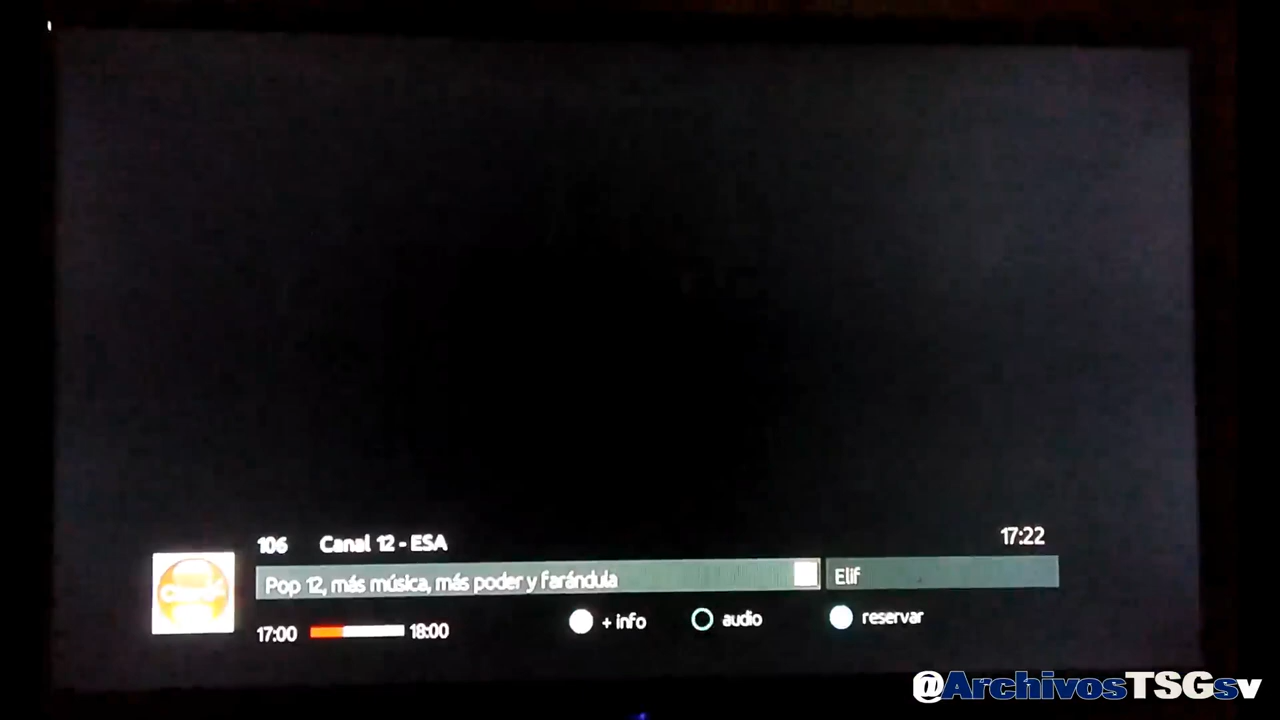 106 Canal 12 - ESA
17:22
Pop 12, más música, más poder y farándula
Elif
17:00
18:00
+ info
audio
reservar
@ArchivosTSGsv